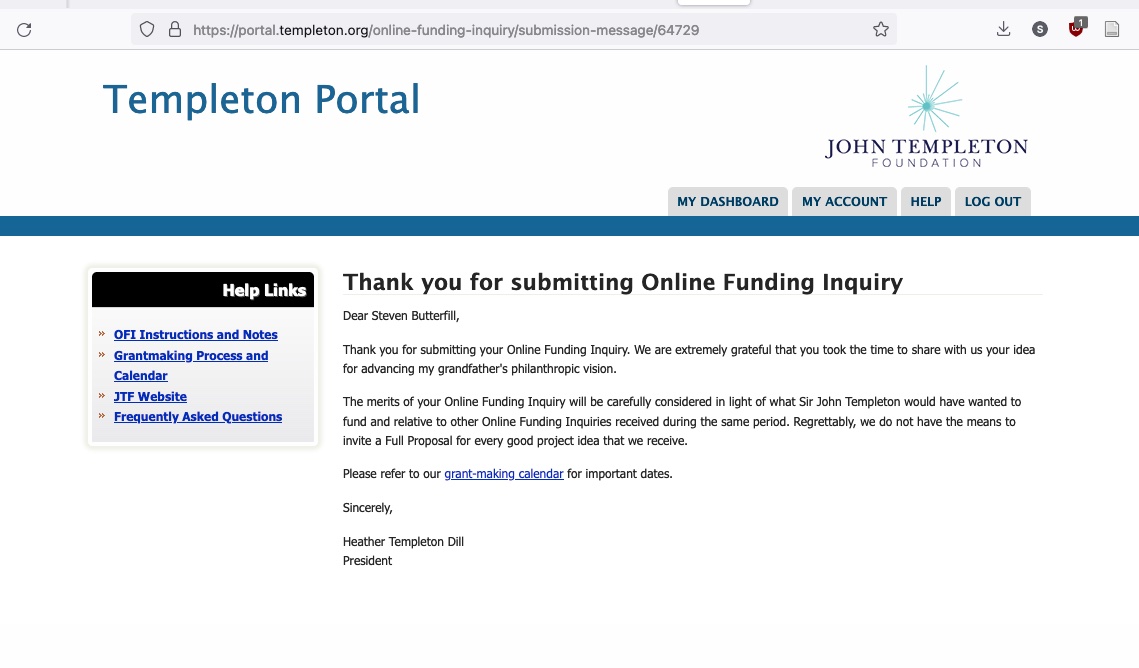 https://portal.templeton.org/online-funding-inquiry/submission-message/64729
S
1
Templeton Portal
JOHN TEMPLETON
FOUNDATION
MY DASHBOARD
MY ACCOUNT
HELP
LOG OUT
Help Links
OFI Instructions and Notes
Grantmaking Process and
Calendar
JTF Website
Frequently Asked Questions
Thank you for submitting Online Funding Inquiry
Dear Steven Butterfill,
Thank you for submitting your Online Funding Inquiry. We are extremely grateful that you took the time to share with us your idea
for advancing my grandfather's philanthropic vision.
The merits of your Online Funding Inquiry will be carefully considered in light of what Sir John Templeton would have wanted to
fund and relative to other Online Funding Inquiries received during the same period. Regrettably, we do not have the means to
invite a Full Proposal for every good project idea that we receive.
Please refer to our grant-making calendar for important dates.
Sincerely,
Heather Templeton Dill
President